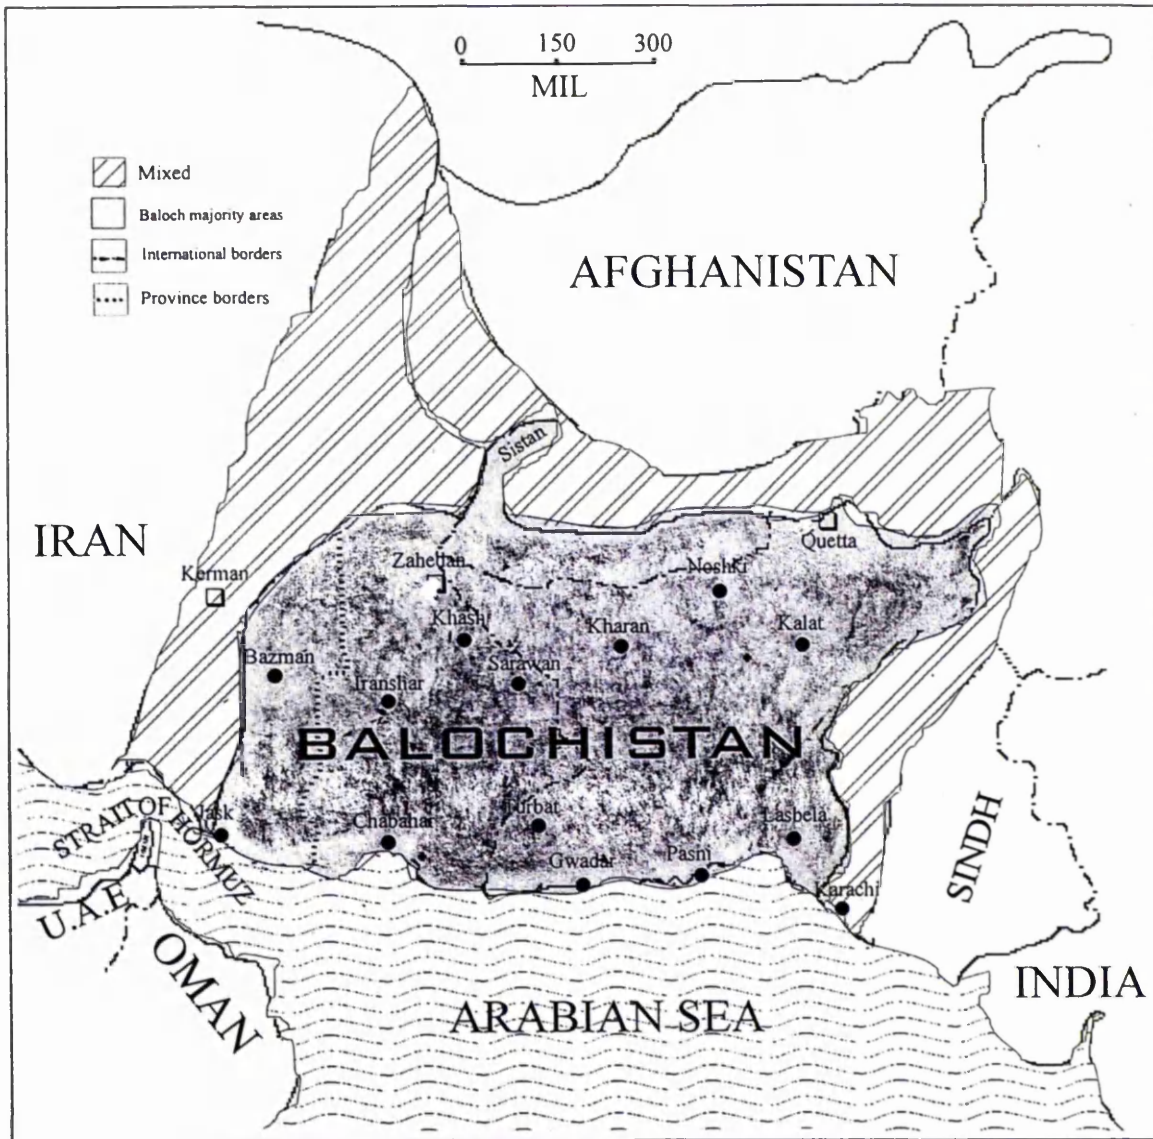 0 150 300
MIL
Mixed
Baloch majority areas
International borders
Province borders
AFGHANISTAN
Sistan
IRAN
Quetta
Zahedan
Kerman
Noshki
Khash
Kharan
Kalat
Bazman
Sarawan
Iranshar
BALOCHISTAN
STRAIT OF HORMUZ
Jask
Chabahar
Turbat
Lasbela
Gwadar
Pasni
Karachi
SINDH
U.A.E
OMAN
ARABIAN SEA
INDIA